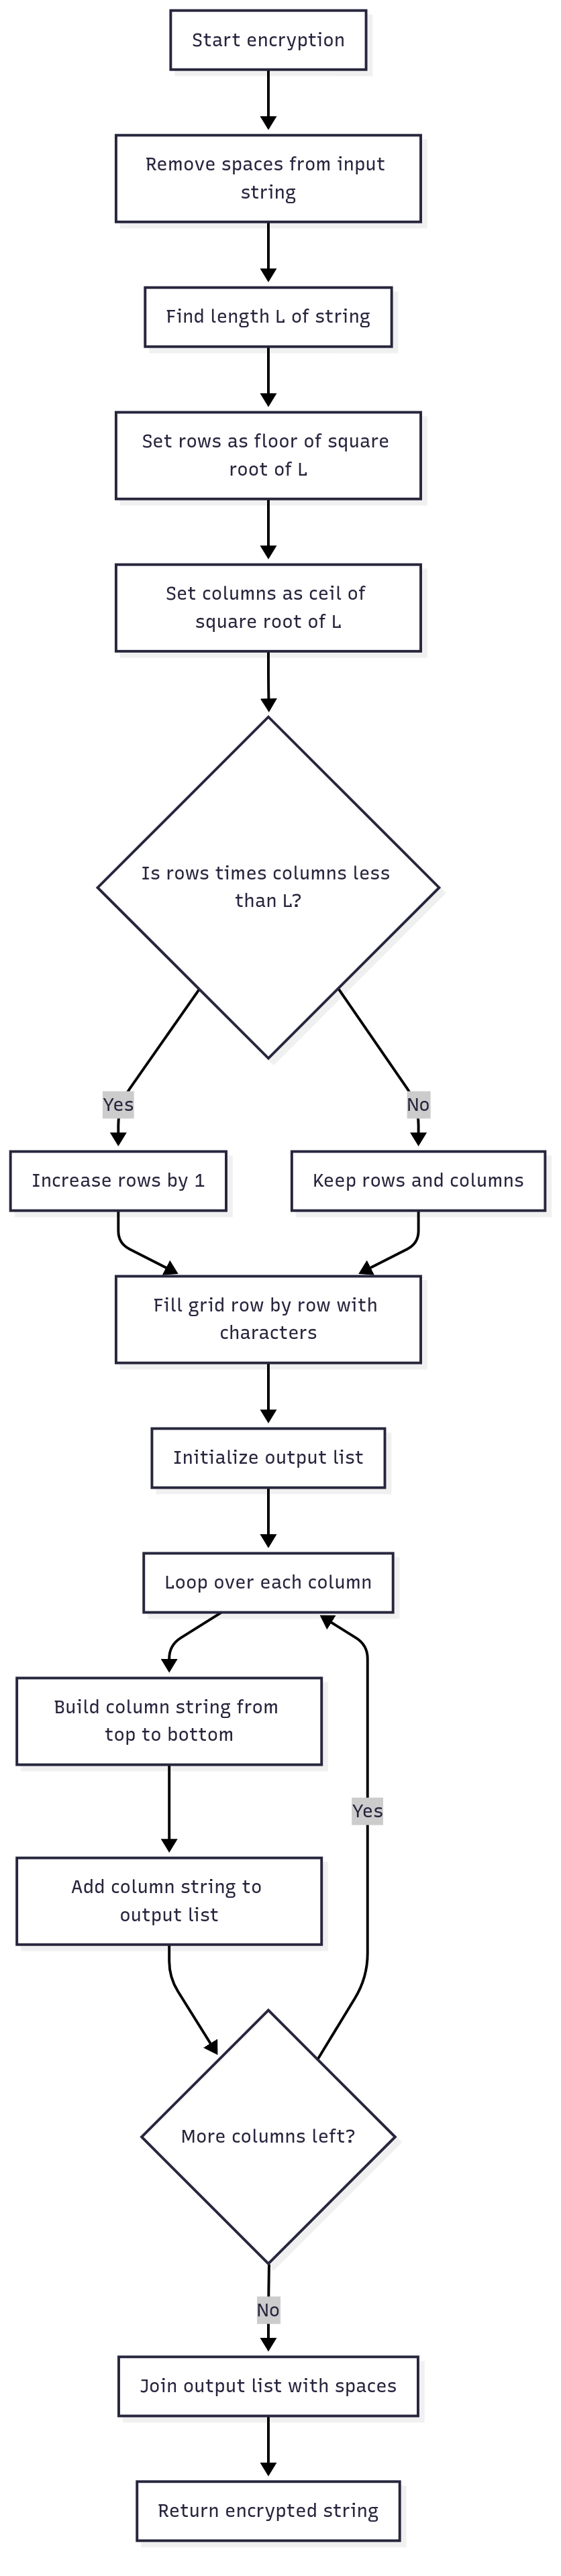 Start encryption
Remove spaces from input
string
Find length L of string
Set rows as floor of square
root of L
Set columns as ceil of
square root of L
Is rows times columns less
than L?
Yes
No
Increase rows by 1
Keep rows and columns
Fill grid row by row with
characters
Initialize output list
Loop over each column
Build column string from
top to bottom
Yes
Add column string to
output list
More columns left?
No
Join output list with spaces
Return encrypted string